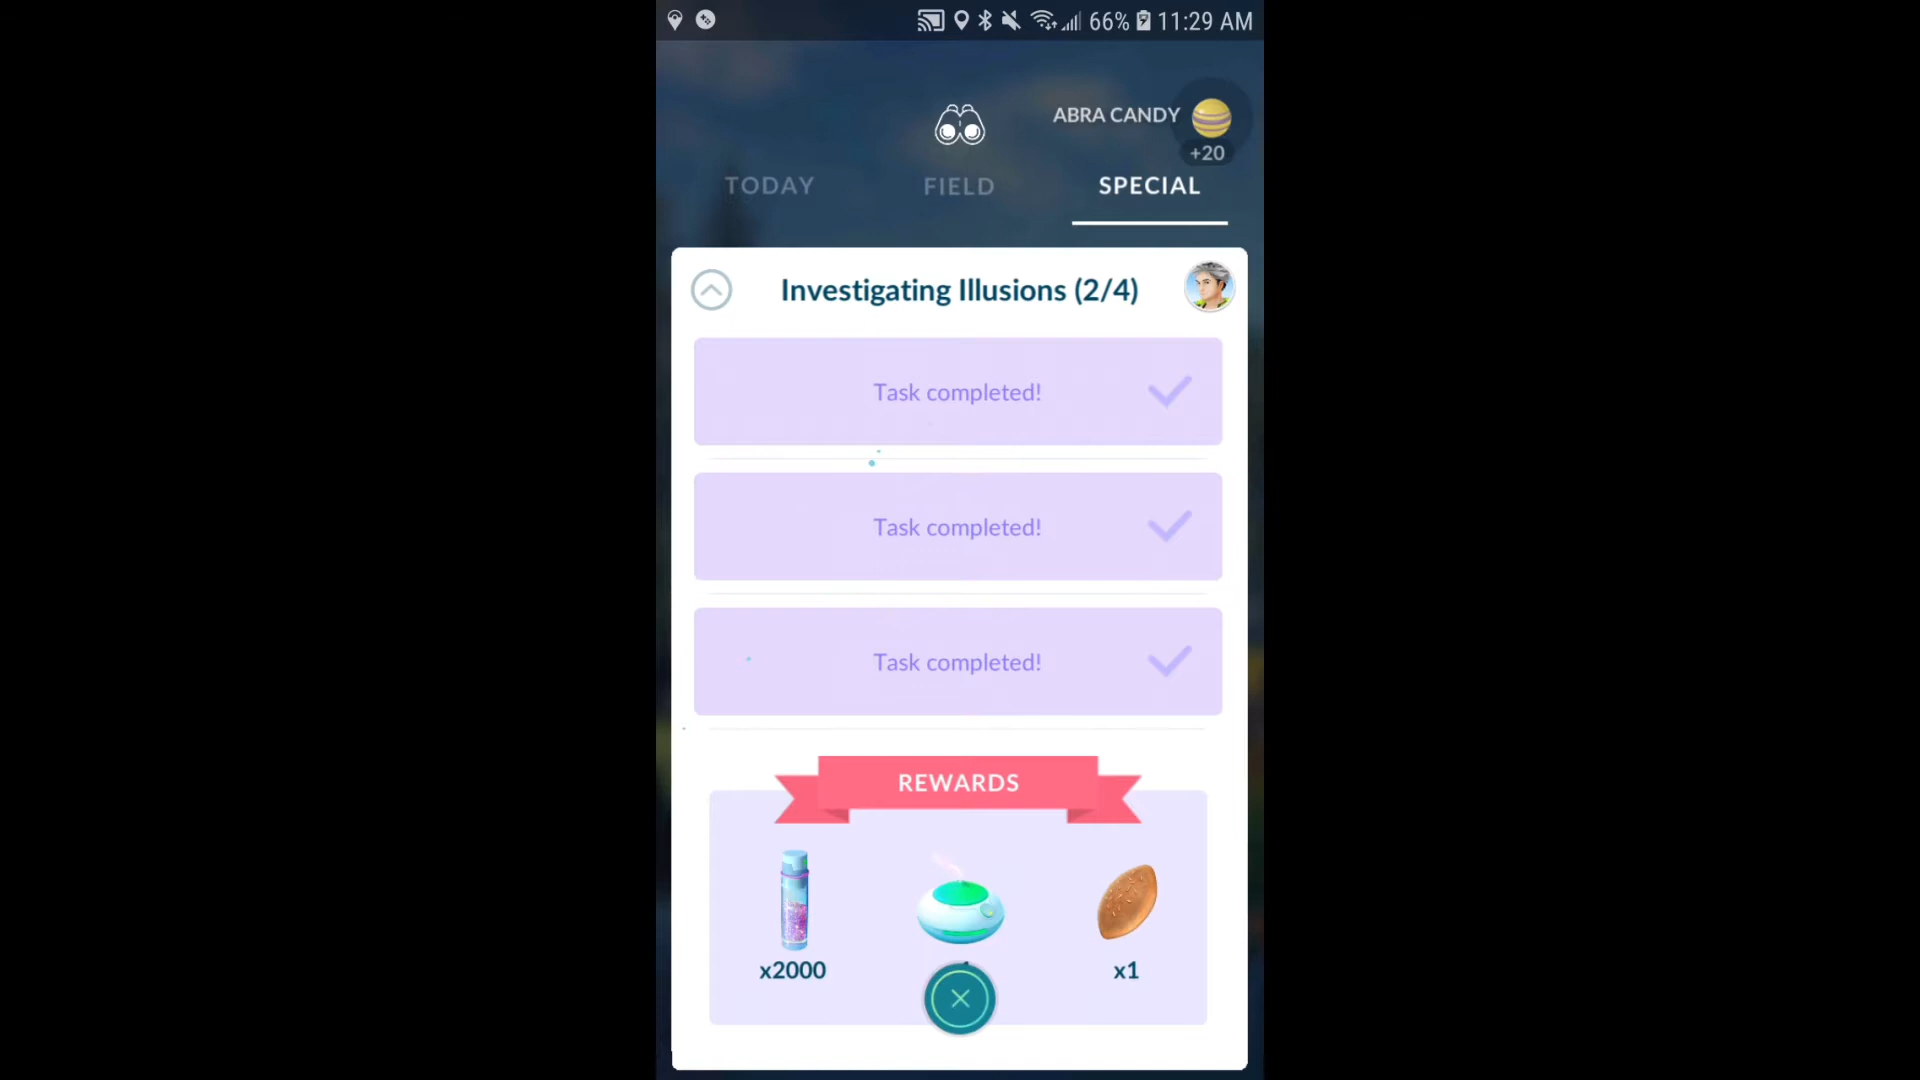 66% 11:29 AM
ABRA CANDY
+20
TODAY FIELD SPECIAL
Investigating Illusions (2/4)
Task completed!
Task completed!
Task completed!
REWARDS
x2000 x1